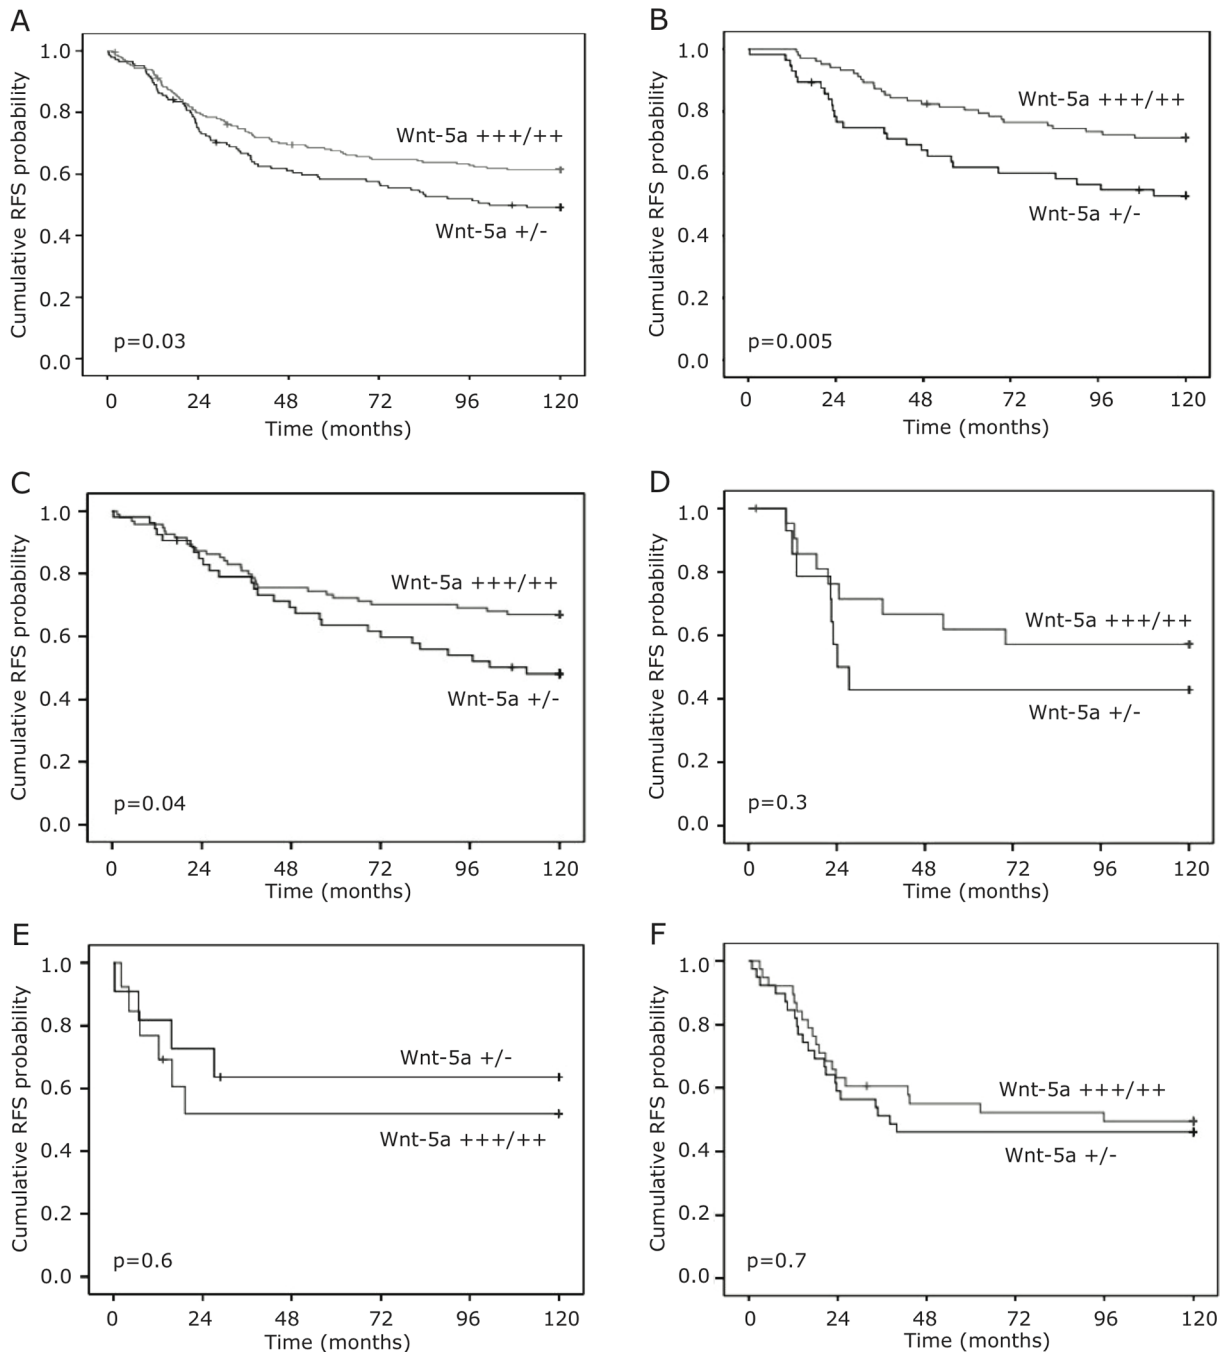 A
Cumulative RFS probability
1.0
0.8
0.6
0.4
0.2
0.0
Wnt-5a +++/++
Wnt-5a +/-
p=0.03
0 24 48 72 96 120
Time (months)
B
Cumulative RFS probability
1.0
0.8
0.6
0.4
0.2
0.0
Wnt-5a +++/++
Wnt-5a +/-
p=0.005
0 24 48 72 96 120
Time (months)
C
Cumulative RFS probability
1.0
0.8
0.6
0.4
0.2
0.0
Wnt-5a +++/++
Wnt-5a +/-
p=0.04
0 24 48 72 96 120
Time (months)
D
Cumulative RFS probability
1.0
0.8
0.6
0.4
0.2
0.0
Wnt-5a +++/++
Wnt-5a +/-
p=0.3
0 24 48 72 96 120
Time (months)
E
Cumulative RFS probability
1.0
0.8
0.6
0.4
0.2
0.0
Wnt-5a +/-
Wnt-5a +++/++
p=0.6
0 24 48 72 96 120
Time (months)
F
Cumulative RFS probability
1.0
0.8
0.6
0.4
0.2
0.0
Wnt-5a +++/++
Wnt-5a +/-
p=0.7
0 24 48 72 96 120
Time (months)